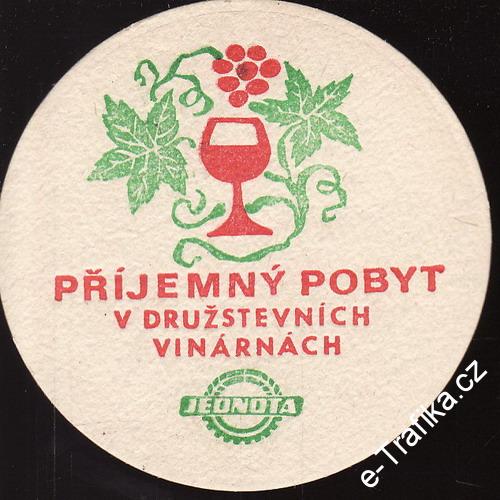 PŘÍJEMNÝ POBYT
V DRUŽSTEVNÍCH
VINÁRNÁCH
JEDNOTA
e-Trafika.cz